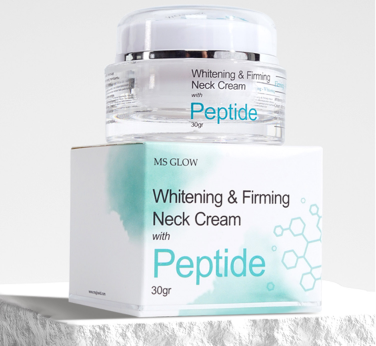 Whitening & Firming
Neck Cream
with
Peptide
30gr
MS GLOW
Whitening & Firming
Neck Cream
with
Peptide
30gr